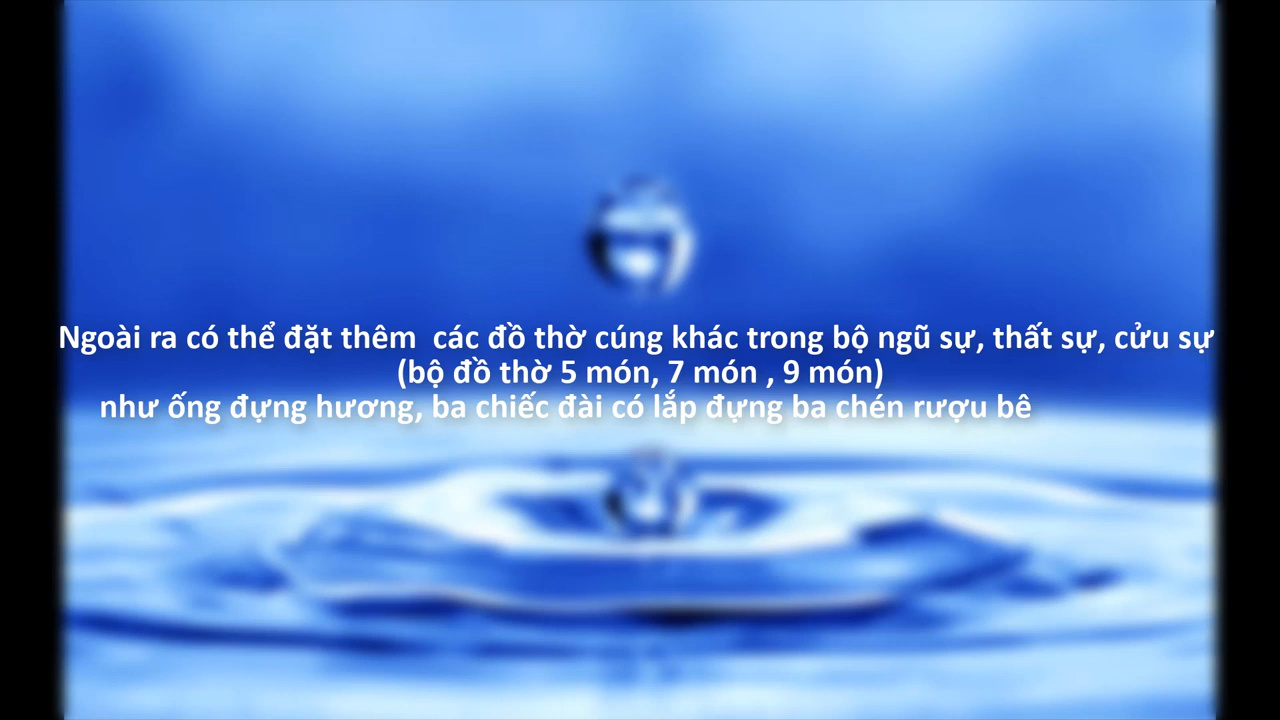 Ngoài ra có thể đặt thêm  các đồ thờ cúng khác trong bộ ngũ sự, thất sự, cửu sự
(bộ đồ thờ 5 món, 7 món , 9 món)
như ống đựng hương, ba chiếc đài có lắp đựng ba chén rượu bê